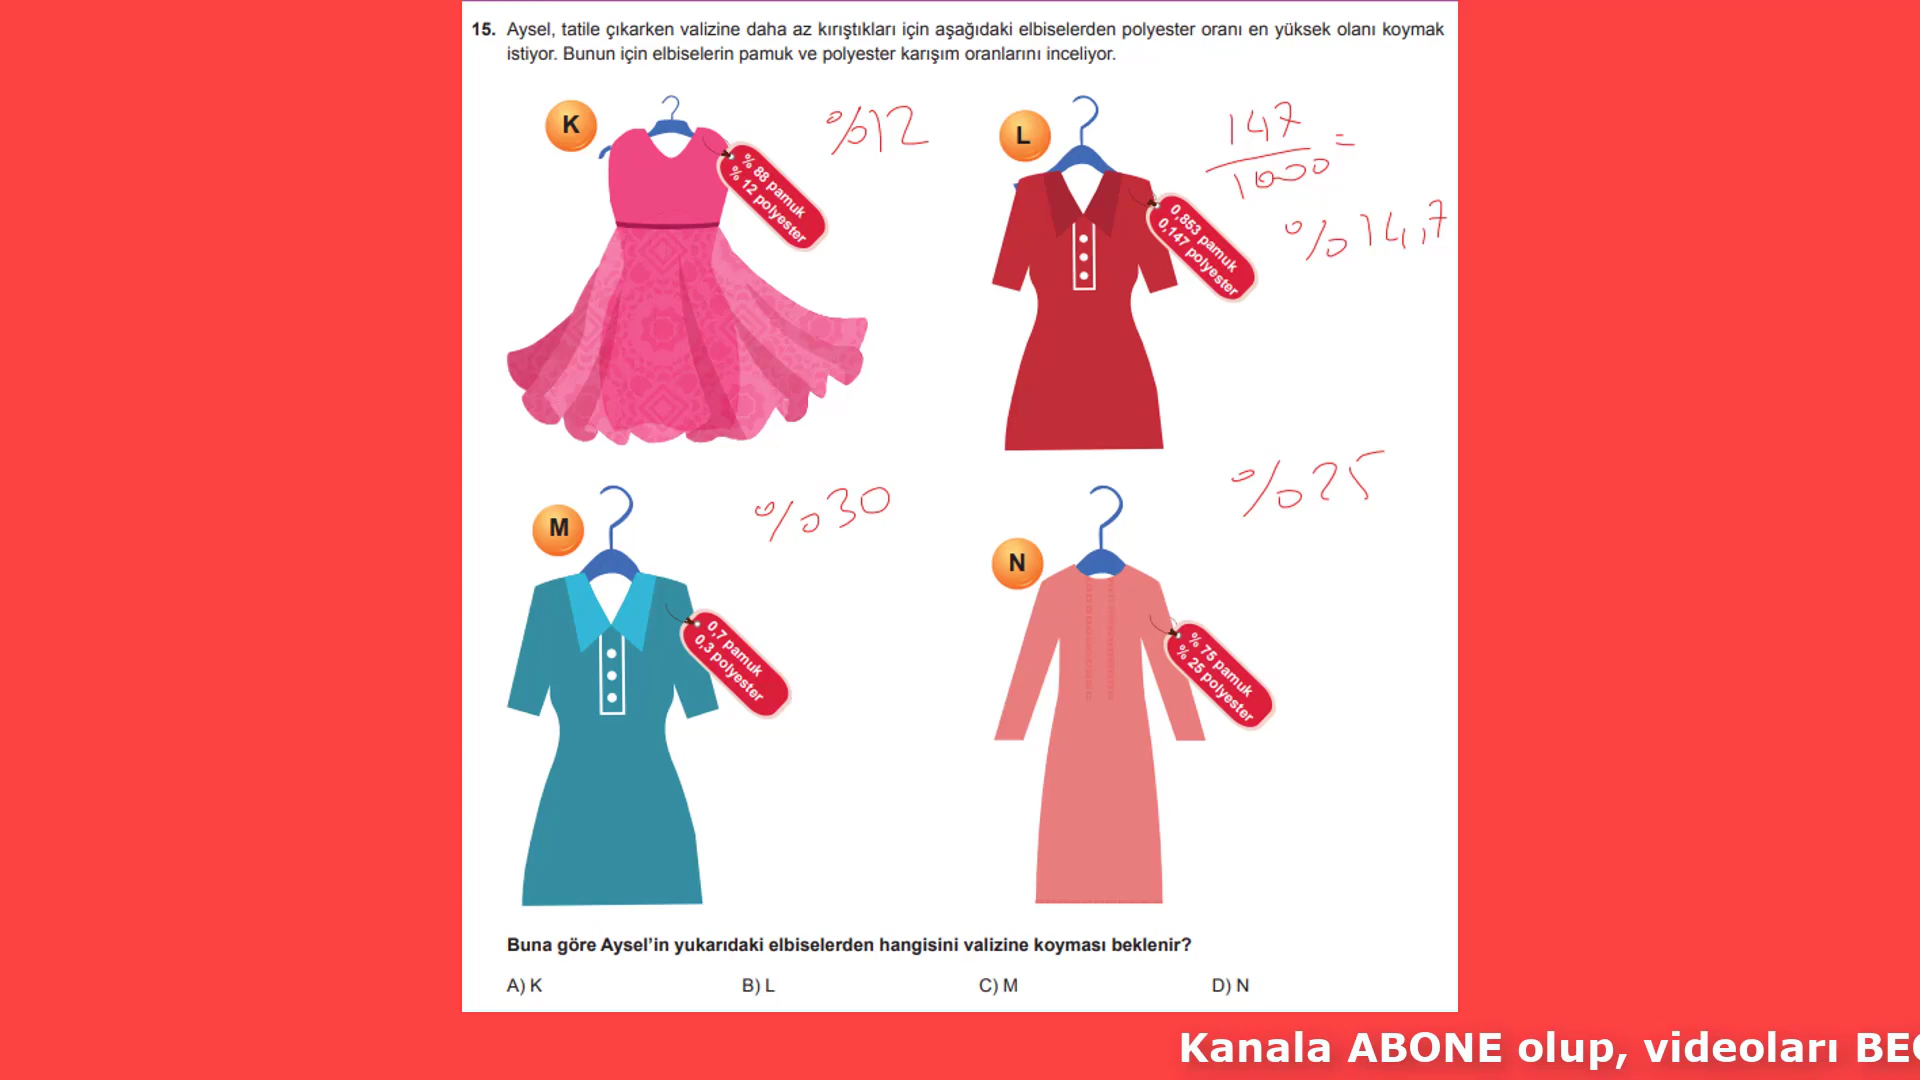 15. Aysel, tatile çıkarken valizine daha az kırıştıkları için aşağıdaki elbiselerden polyester oranı en yüksek olanı koymak
istiyor. Bunun için elbiselerin pamuk ve polyester karışım oranlarını inceliyor.
K
% 88 pamuk
% 12 polyester
%12
L
0,853 pamuk
0,147 polyester
147
1000
=
%14,7
M
0,7 pamuk
0,3 polyester
%30
N
% 75 pamuk
% 25 polyester
%25
Buna göre Aysel'in yukarıdaki elbiselerden hangisini valizine koyması beklenir?
A) K B) L C) M D) N
Kanala ABONE olup, videoları